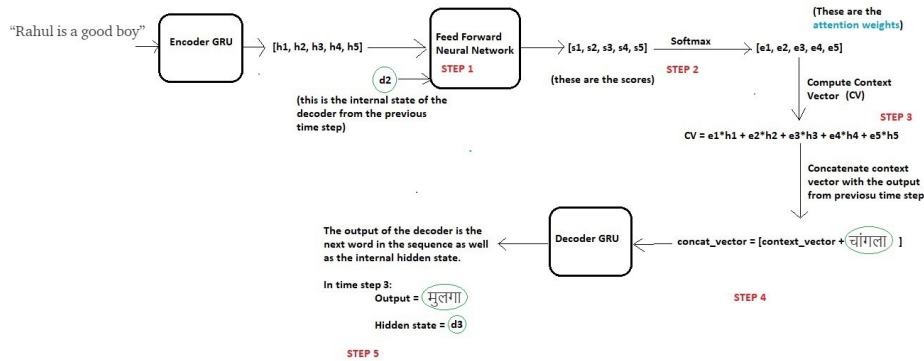 “Rahul is a good boy”
Encoder GRU
[h1, h2, h3, h4, h5]
Feed Forward
Neural Network
STEP 1
d2
(this is the internal state of the
decoder from the previous
time step)
[s1, s2, s3, s4, s5]
(these are the scores)
Softmax
STEP 2
(These are the
attention weights)
[e1, e2, e3, e4, e5]
Compute Context
Vector (CV)
STEP 3
CV = e1*h1 + e2*h2 + e3*h3 + e4*h4 + e5*h5
Concatenate context
vector with the output
from previosu time step
concat_vector = [context_vector + चांगला ]
STEP 4
Decoder GRU
The output of the decoder is the
next word in the sequence as well
as the internal hidden state.
In time step 3:
Output = मुलगा
Hidden state = d3
STEP 5